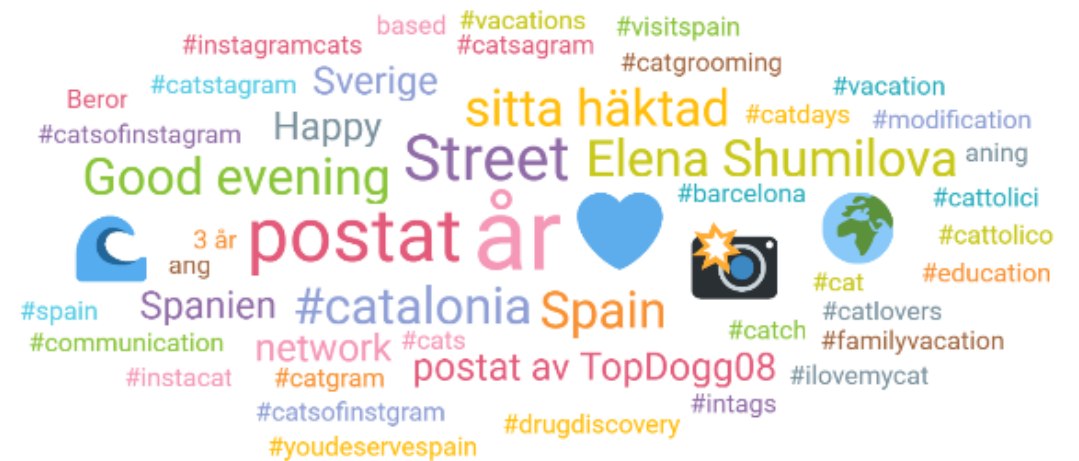 based #vacations #visitspain
#instagramcats #catsagram
#catgrooming
#catstagram Sverige #vacation
Beror sitta häktad #catdays #modification
#catsofinstagram Happy
Street Elena Shumilova aning
Good evening
#barcelona #cattolici
postat år
3 år #cattolico
ang #education
#cat
#spain Spanien #catalonia Spain #catlovers
#communication #catch #familyvacation
network #cats
#instacat #catgram postat av TopDogg08 #ilovemycat
#catsofinstgram #intags
#drugdiscovery
#youdeservespain